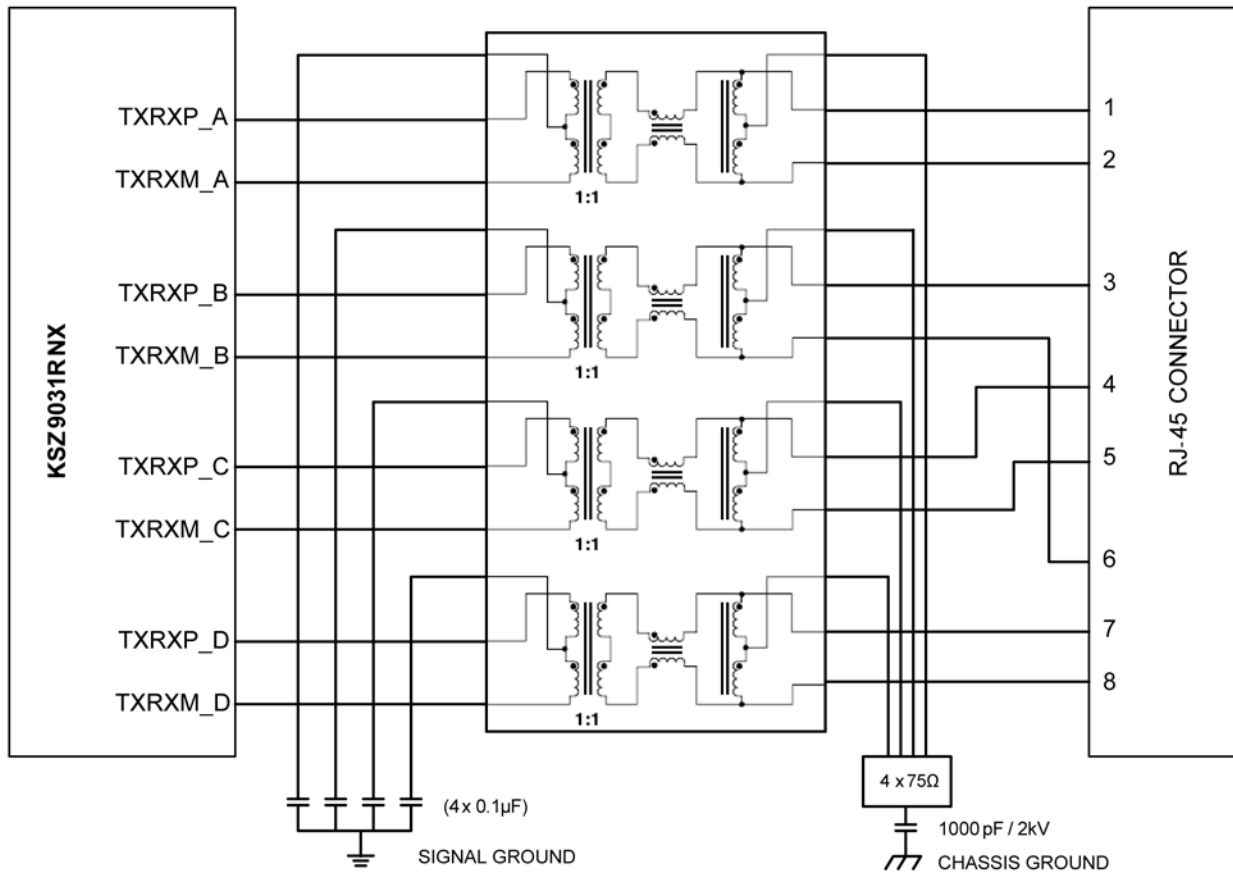 KSZ9031RNX
TXRXP_A
TXRXM_A
TXRXP_B
TXRXM_B
TXRXP_C
TXRXM_C
TXRXP_D
TXRXM_D
1:1
1:1
1:1
1:1
1
2
3
4
5
6
7
8
RJ-45 CONNECTOR
(4 x 0.1µF)
SIGNAL GROUND
4 x 75Ω
1000 pF / 2kV
CHASSIS GROUND